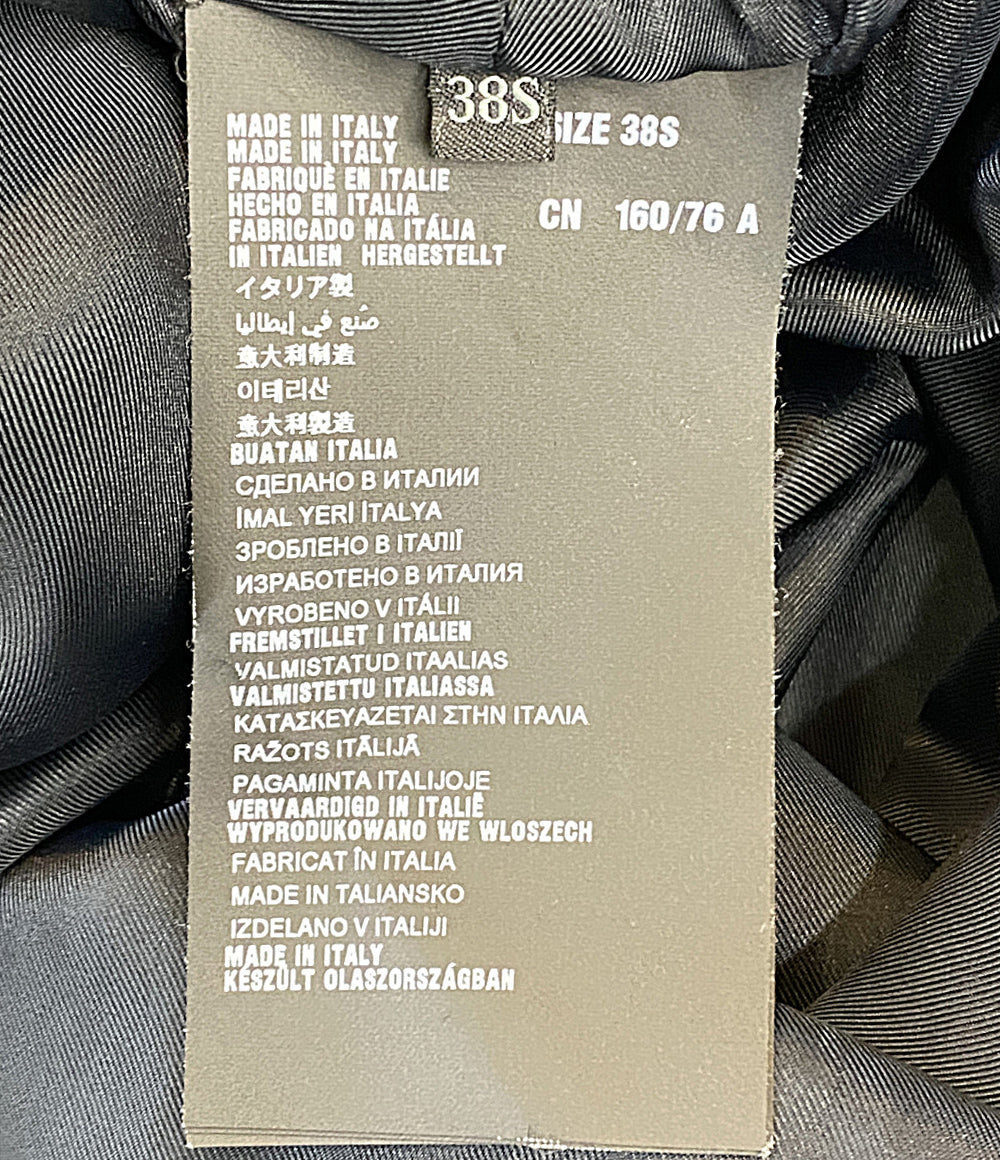 38S
SIZE 38S
CN 160/76 A
MADE IN ITALY
MADE IN ITALY
FABRIQUÈ EN ITALIE
HECHO EN ITALIA
FABRICADO NA ITÁLIA
IN ITALIEN HERGESTELLT
イタリア製
صُنع في إيطاليا
意大利制造
이태리산
意大利製造
BUATAN ITALIA
СДЕЛАНО В ИТАЛИИ
İMAL YERİ İTALYA
ЗРОБЛЕНО В ІТАЛІЇ
ИЗРАБОТЕНО В ИТАЛИЯ
VYROBENO V ITÁLII
FREMSTILLET I ITALIEN
VALMISTATUD ITAALIAS
VALMISTETTU ITALIASSA
ΚΑΤΑΣΚΕΥΑΖΕΤΑΙ ΣΤΗΝ ΙΤΑΛΙΑ
RAŽOTS ITĀLIJĀ
PAGAMINTA ITALIJOJE
VERVAARDIGD IN ITALIË
WYPRODUKOWANO WE WLOSZECH
FABRICAT ÎN ITALIA
MADE IN TALIANSKO
IZDELANO V ITALIJI
MADE IN ITALY
KÉSZÜLT OLASZORSZÁGBAN